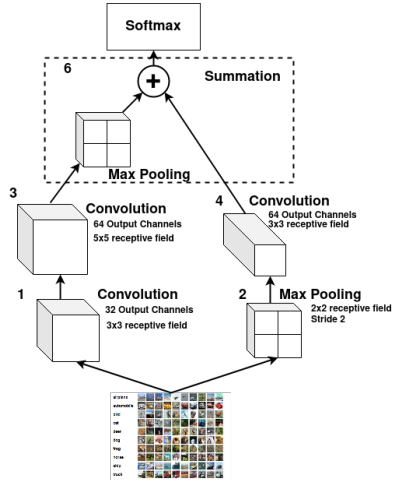 Softmax
6
+
Summation
Max Pooling
3
Convolution
64 Output Channels
5x5 receptive field
4
Convolution
64 Output Channels
3x3 receptive field
1
Convolution
32 Output Channels
3x3 receptive field
2
Max Pooling
2x2 receptive field
Stride 2
airplane
automobile
bird
cat
deer
dog
frog
horse
ship
truck